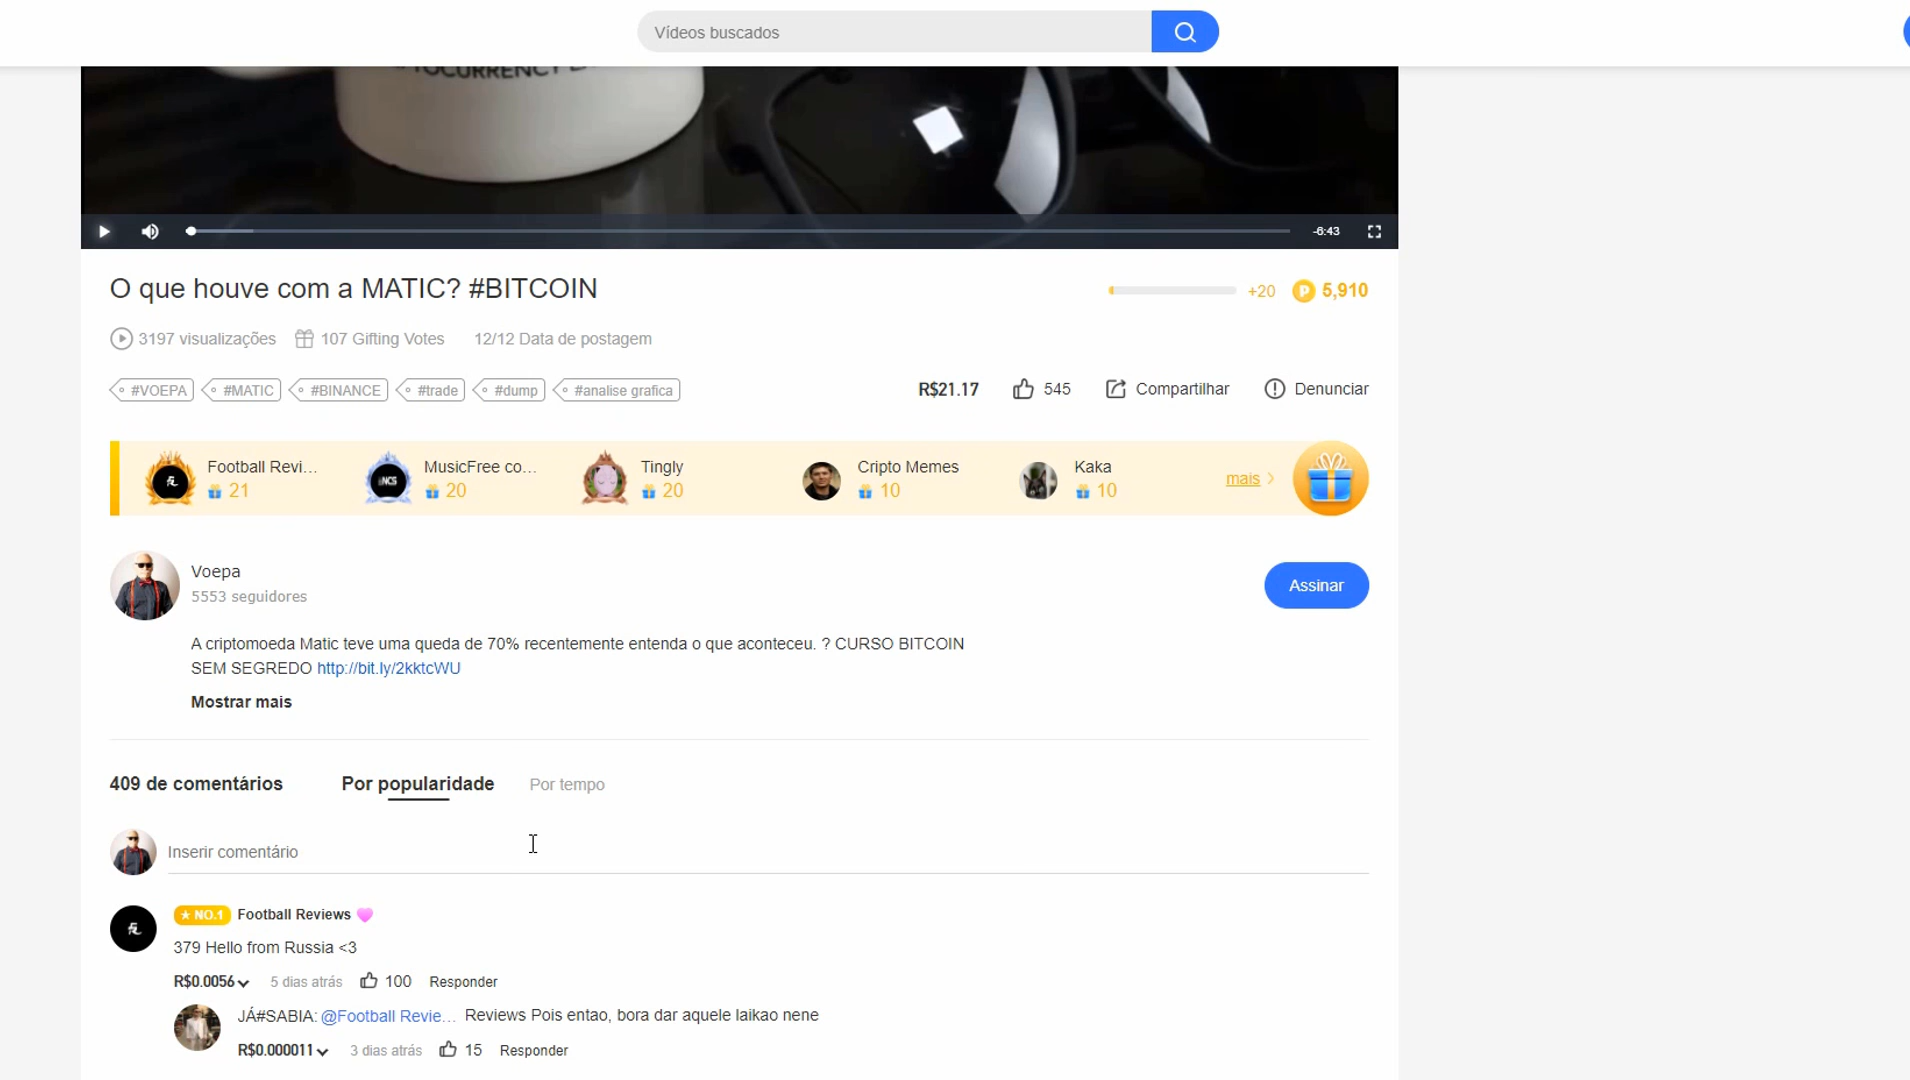 Vídeos buscados
-6:43
O que houve com a MATIC? #BITCOIN
+20
5,910
3197 visualizações
107 Gifting Votes
12/12 Data de postagem
#VOEPA
#MATIC
#BINANCE
#trade
#dump
#analise grafica
R$21.17
545
Compartilhar
Denunciar
Football Revi...
21
MusicFree co...
20
Tingly
20
Cripto Memes
10
Kaka
10
mais
Voepa
5553 seguidores
Assinar
A criptomoeda Matic teve uma queda de 70% recentemente entenda o que aconteceu. ? CURSO BITCOIN
SEM SEGREDO http://bit.ly/2kktcWU
Mostrar mais
409 de comentários
Por popularidade
Por tempo
Inserir comentário
NO.1 Football Reviews
379 Hello from Russia <3
R$0.0056 5 dias atrás 100 Responder
JÁ#SABIA: @Football Revie... Reviews Pois entao, bora dar aquele laikao nene
R$0.000011 3 dias atrás 15 Responder